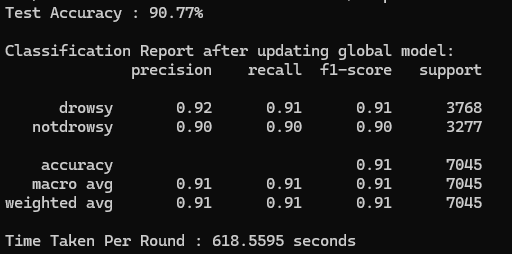 Test Accuracy : 90.77%
Classification Report after updating global model:
precision recall f1-score support
drowsy 0.92 0.91 0.91 3768
notdrowsy 0.90 0.90 0.90 3277
accuracy 0.91 7045
macro avg 0.91 0.91 0.91 7045
weighted avg 0.91 0.91 0.91 7045
Time Taken Per Round : 618.5595 seconds